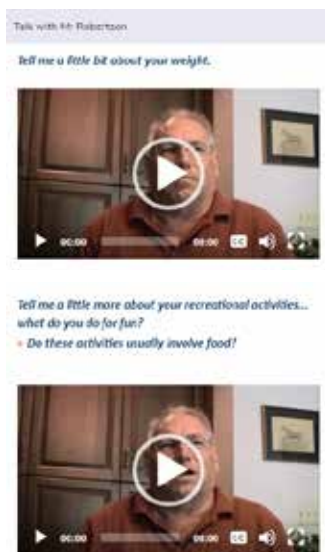 Talk with Mr Robertson
Tell me a little bit about your weight.
00:00 00:00 CC
Tell me a little more about your recreational activities...
what do you do for fun?
Do these activities usually involve food?
00:00 00:00 CC